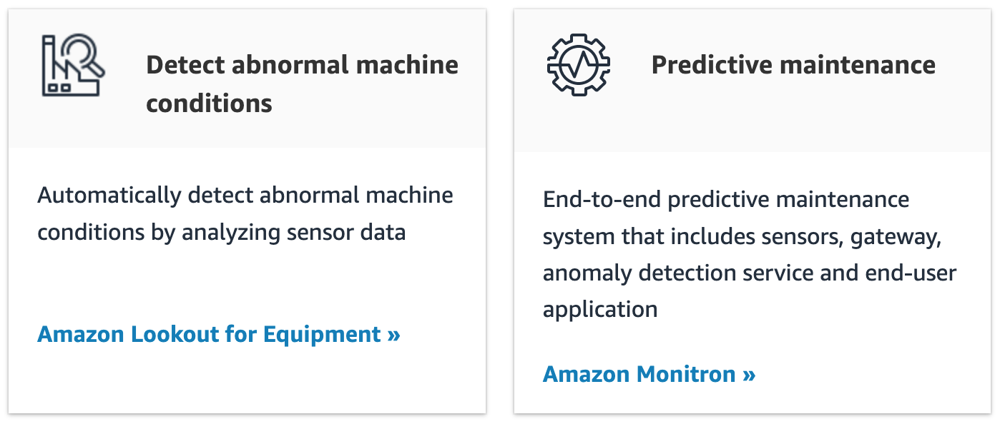 Detect abnormal machine
conditions
Automatically detect abnormal machine
conditions by analyzing sensor data
Amazon Lookout for Equipment »
Predictive maintenance
End-to-end predictive maintenance
system that includes sensors, gateway,
anomaly detection service and end-user
application
Amazon Monitron »